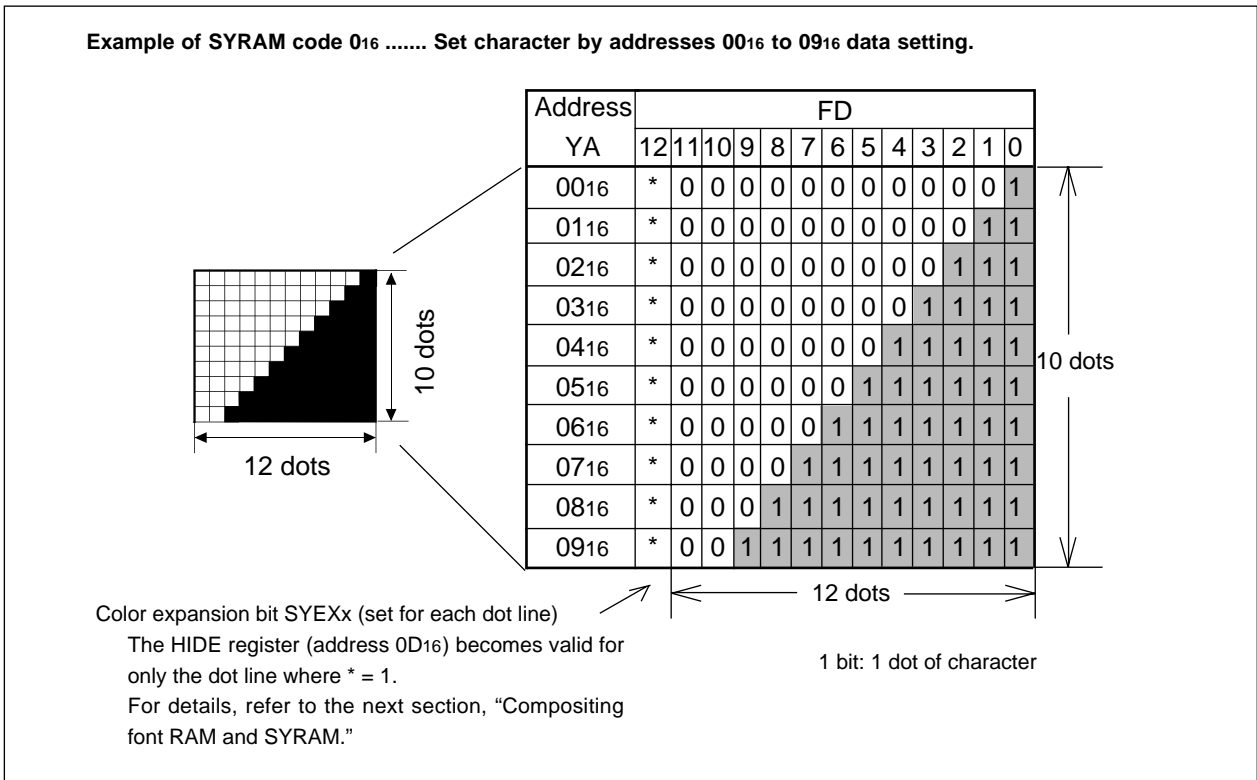 Example of SYRAM code 016 ....... Set character by addresses 0016 to 0916 data setting.
Address FD
YA 12 11 10 9 8 7 6 5 4 3 2 1 0
0016 * 0 0 0 0 0 0 0 0 0 0 0 1
0116 * 0 0 0 0 0 0 0 0 0 0 1 1
0216 * 0 0 0 0 0 0 0 0 0 1 1 1
0316 * 0 0 0 0 0 0 0 0 1 1 1 1
0416 * 0 0 0 0 0 0 0 1 1 1 1 1
0516 * 0 0 0 0 0 0 1 1 1 1 1 1
0616 * 0 0 0 0 0 1 1 1 1 1 1 1
0716 * 0 0 0 0 1 1 1 1 1 1 1 1
0816 * 0 0 0 1 1 1 1 1 1 1 1 1
0916 * 0 0 1 1 1 1 1 1 1 1 1 1
10 dots
12 dots
10 dots
12 dots
Color expansion bit SYEXx (set for each dot line)
The HIDE register (address 0D16) becomes valid for
only the dot line where * = 1.
For details, refer to the next section, “Compositing
font RAM and SYRAM.”
1 bit: 1 dot of character